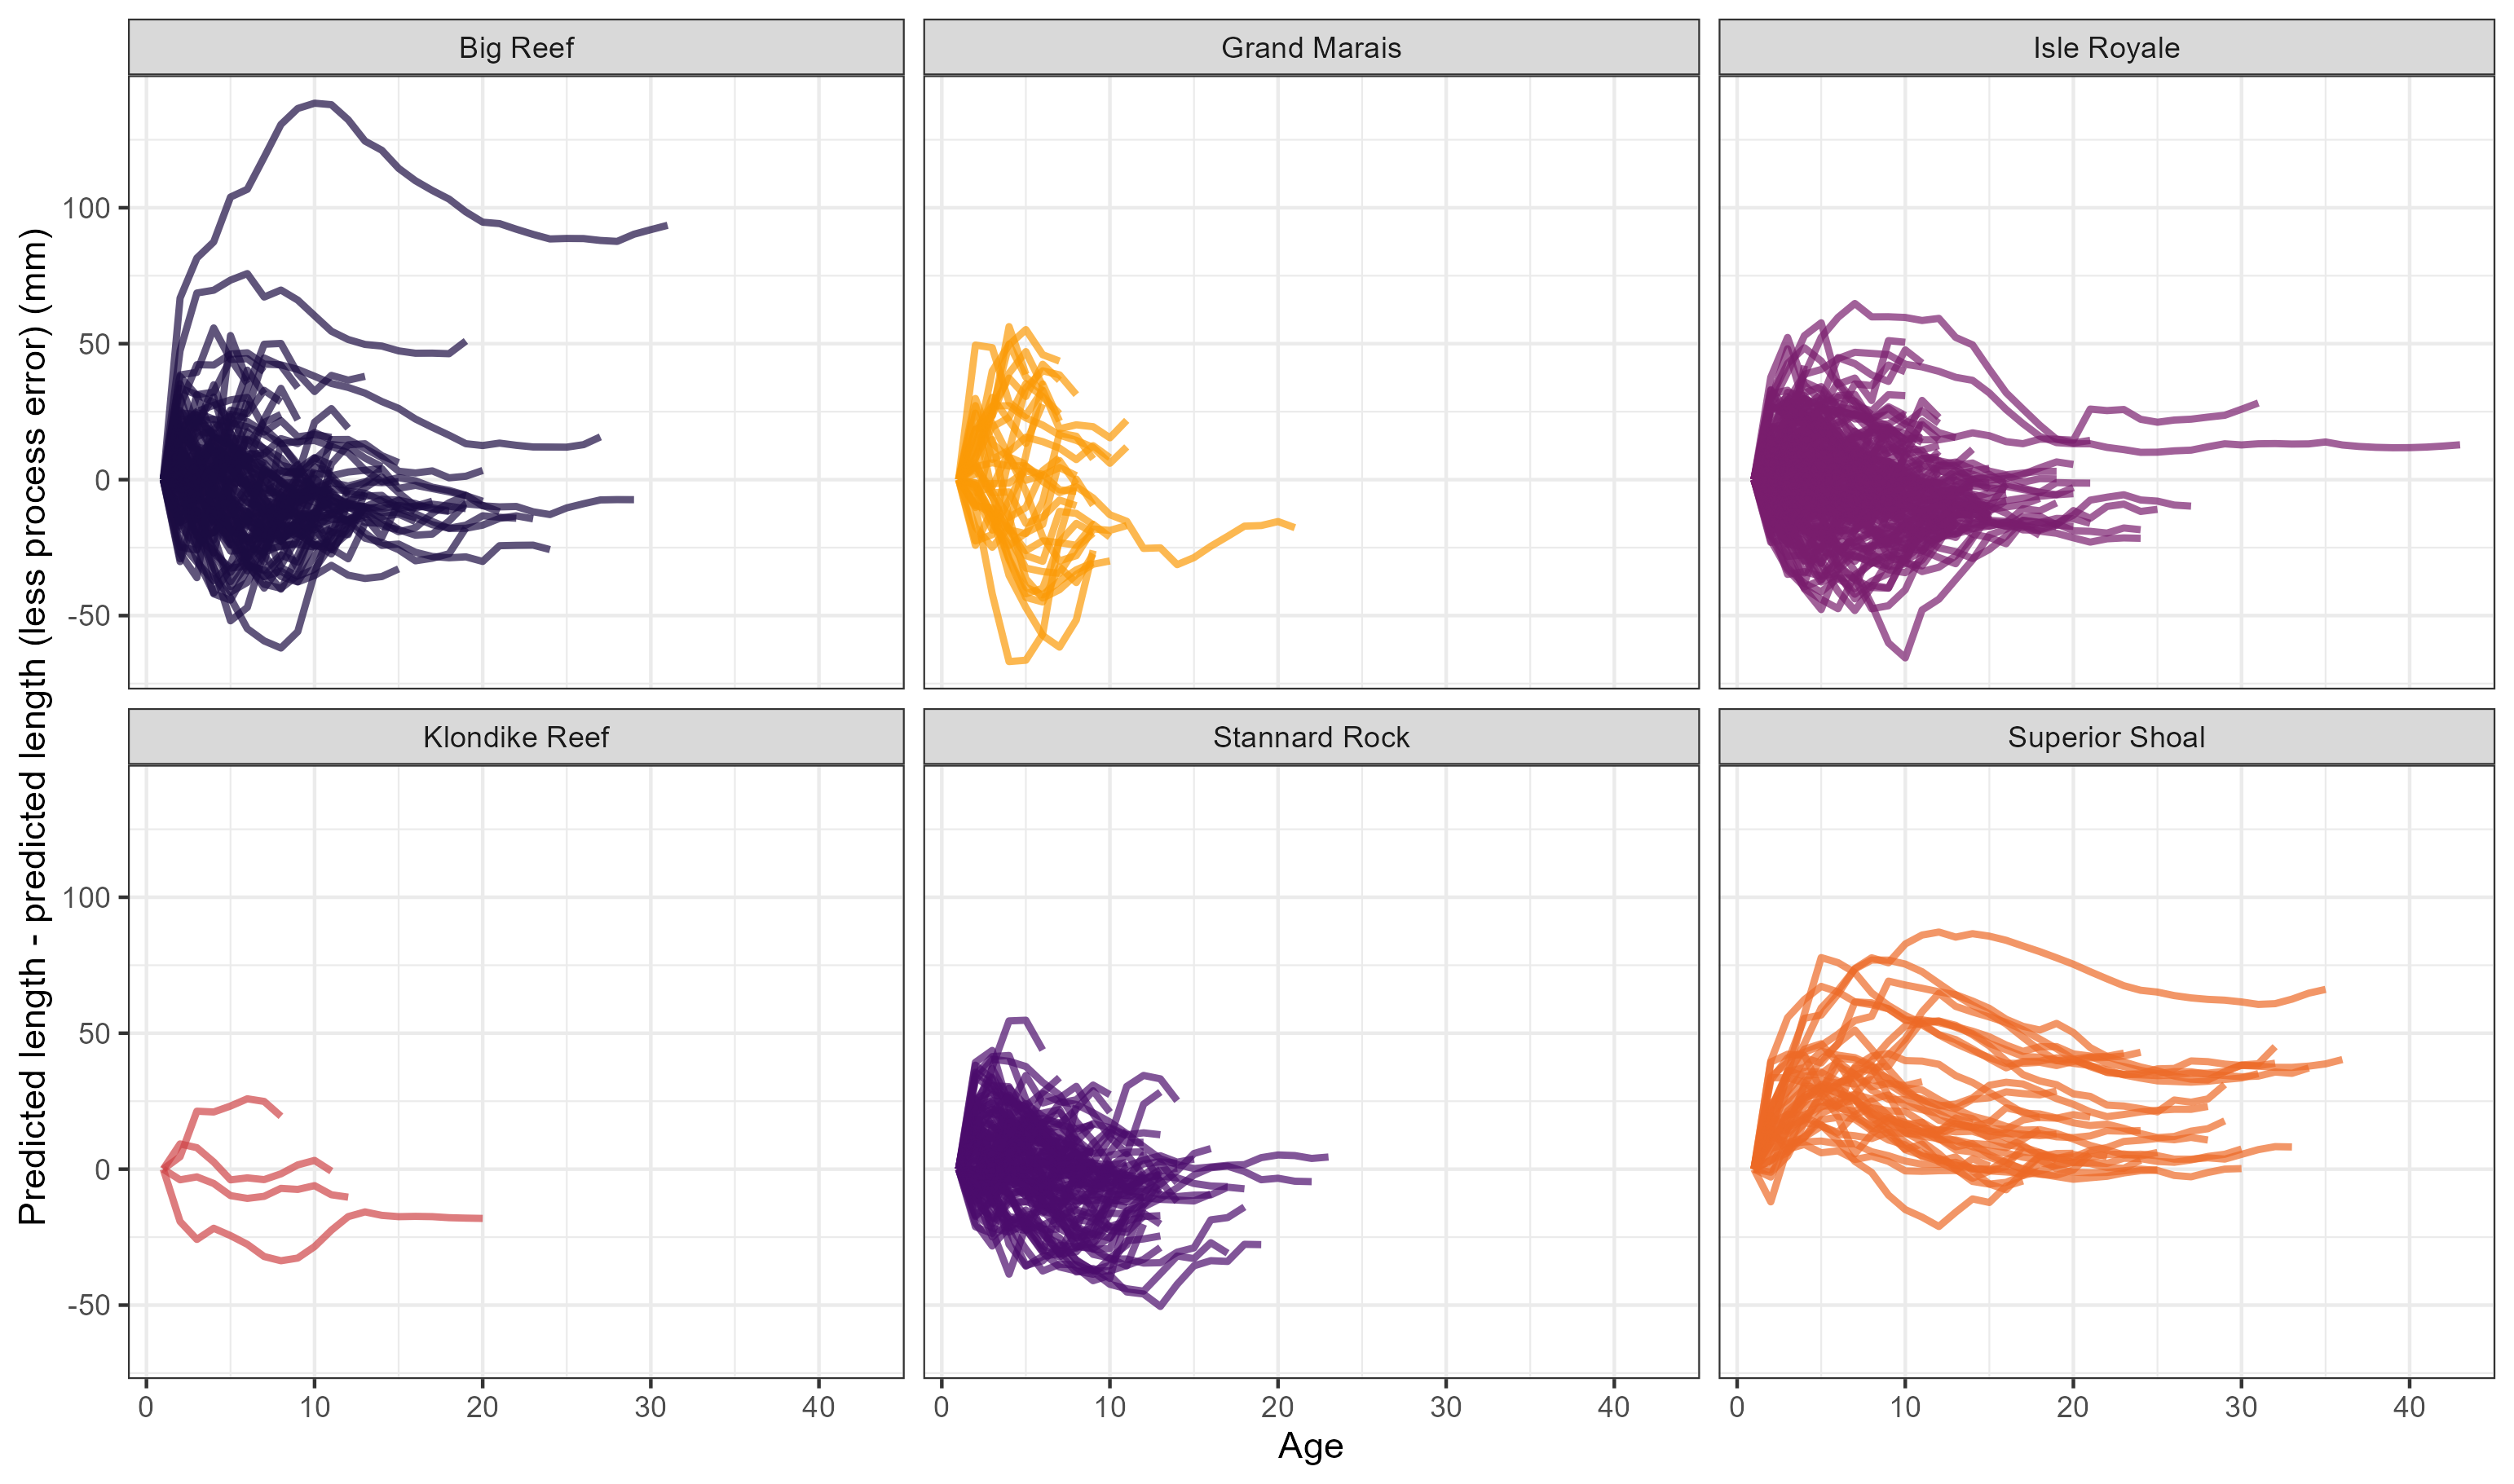 Big Reef
Grand Marais
Isle Royale
100
50
0
-50
Klondike Reef
Stannard Rock
Superior Shoal
100
50
0
-50
0 10 20 30 40
0 10 20 30 40
0 10 20 30 40
Age
Predicted length - predicted length (less process error) (mm)